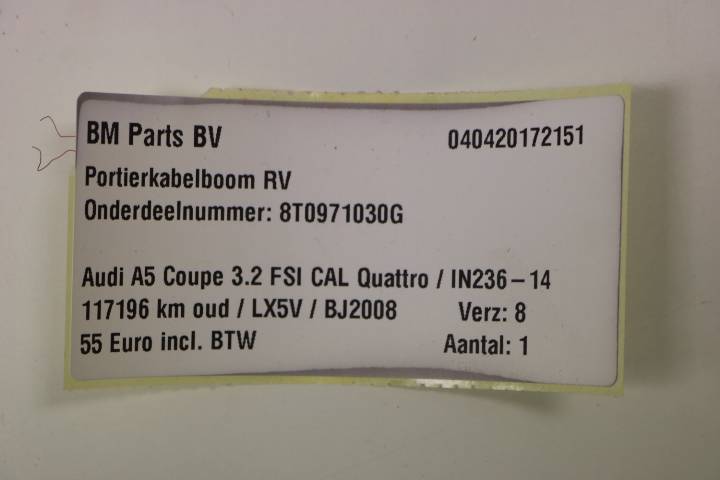 BM Parts BV 040420172151
Portierkabelboom RV
Onderdeelnummer: 8T0971030G
Audi A5 Coupe 3.2 FSI CAL Quattro / IN236-14
117196 km oud / LX5V / BJ2008 Verz: 8
55 Euro incl. BTW Aantal: 1